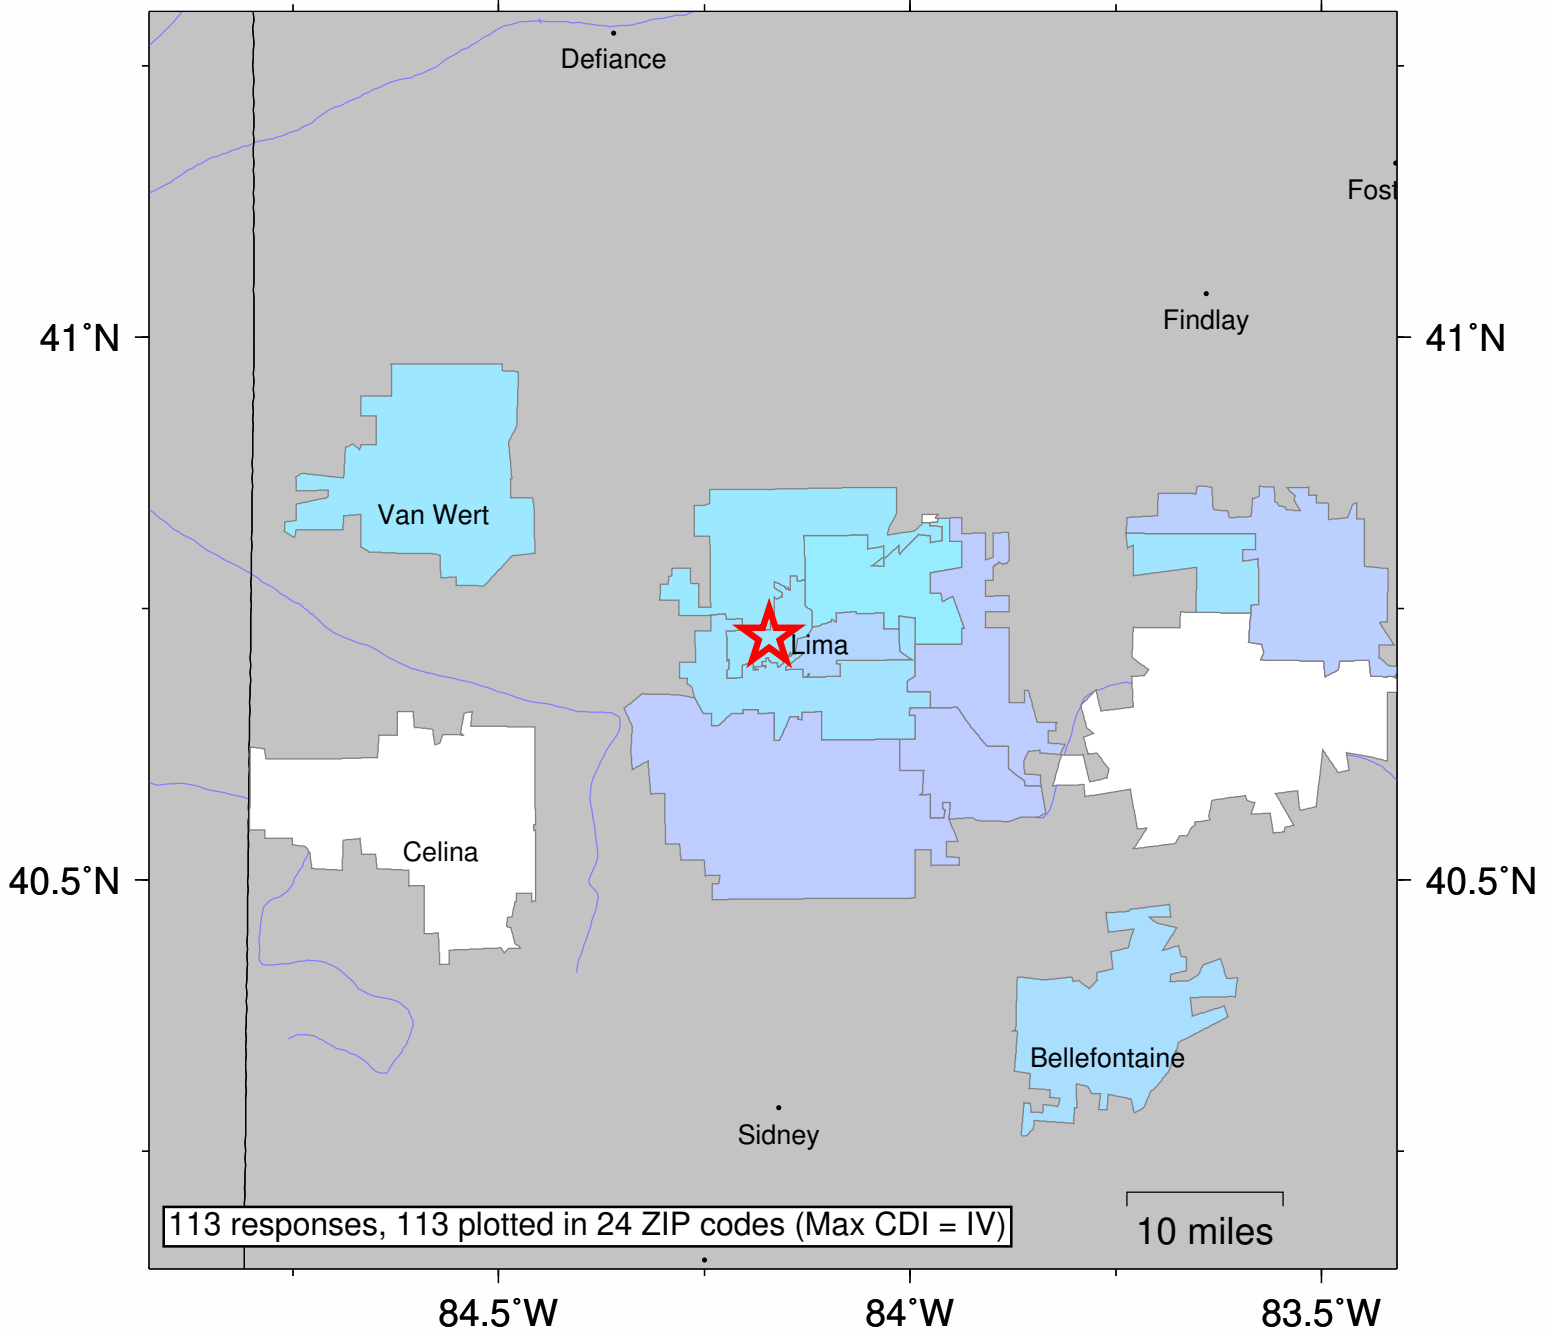 Defiance
Fost
Findlay
41°N
41°N
Van Wert
Lima
Celina
40.5°N
40.5°N
Bellefontaine
Sidney
113 responses, 113 plotted in 24 ZIP codes (Max CDI = IV)
10 miles
84.5°W
84°W
83.5°W